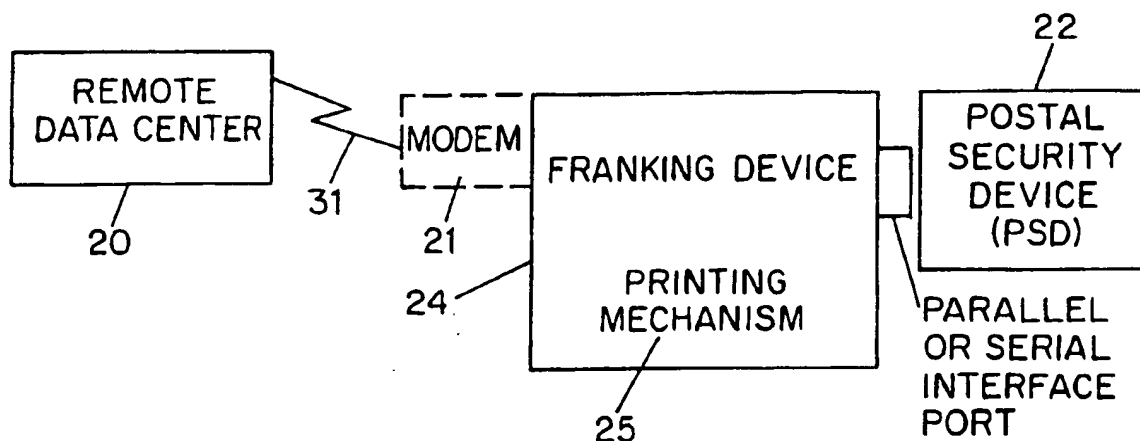 REMOTE
DATA CENTER
20
31
MODEM
21
FRANKING DEVICE
24
PRINTING
MECHANISM
25
22
POSTAL
SECURITY
DEVICE
(PSD)
PARALLEL
OR SERIAL
INTERFACE
PORT